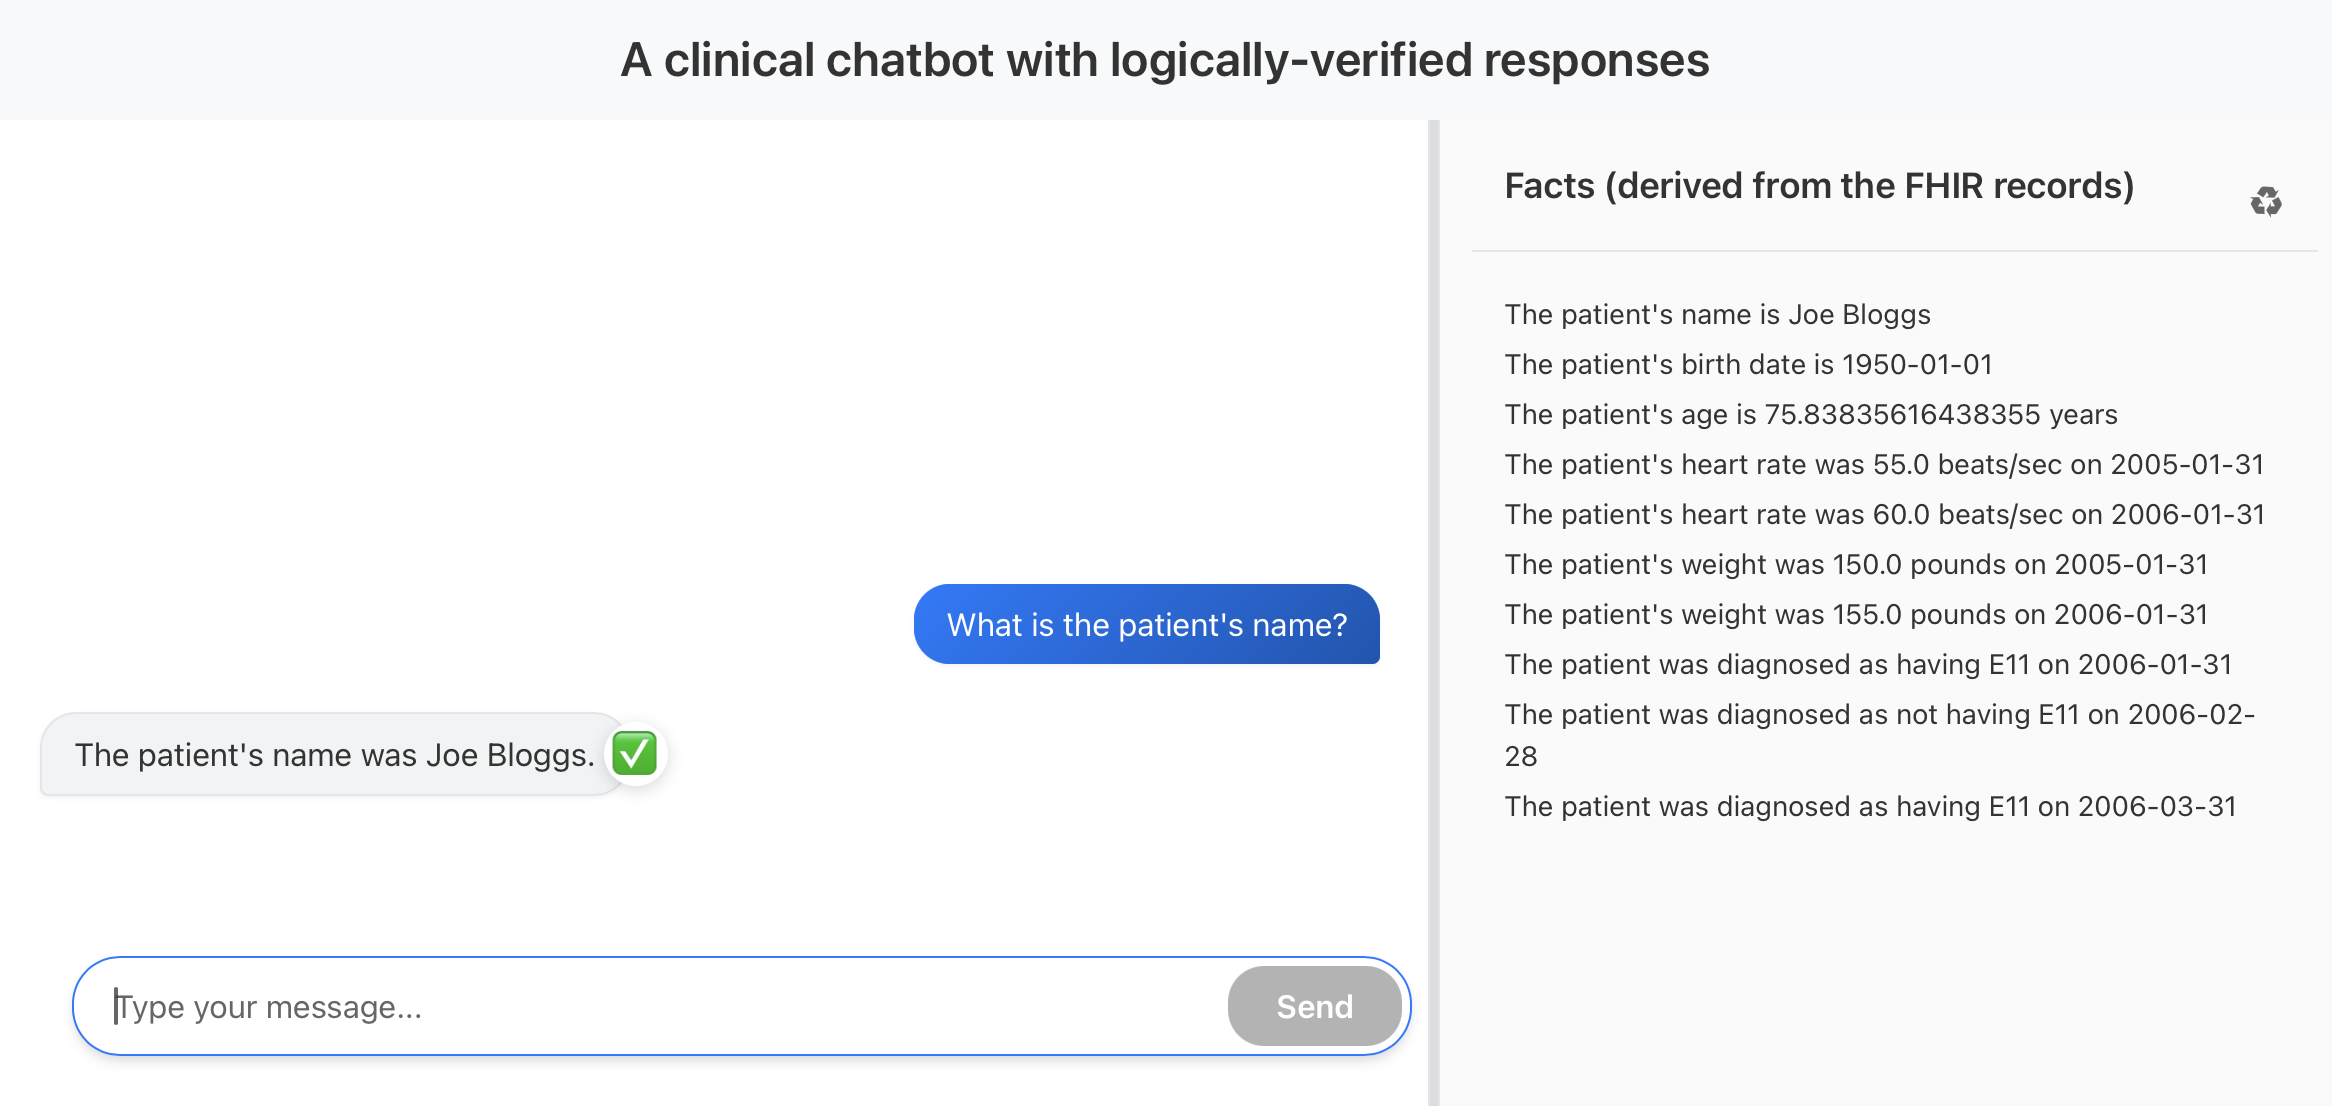 A clinical chatbot with logically-verified responses
What is the patient's name?
The patient's name was Joe Bloggs.
Type your message...
Send
Facts (derived from the FHIR records)
The patient's name is Joe Bloggs
The patient's birth date is 1950-01-01
The patient's age is 75.83835616438355 years
The patient's heart rate was 55.0 beats/sec on 2005-01-31
The patient's heart rate was 60.0 beats/sec on 2006-01-31
The patient's weight was 150.0 pounds on 2005-01-31
The patient's weight was 155.0 pounds on 2006-01-31
The patient was diagnosed as having E11 on 2006-01-31
The patient was diagnosed as not having E11 on 2006-02-
28
The patient was diagnosed as having E11 on 2006-03-31